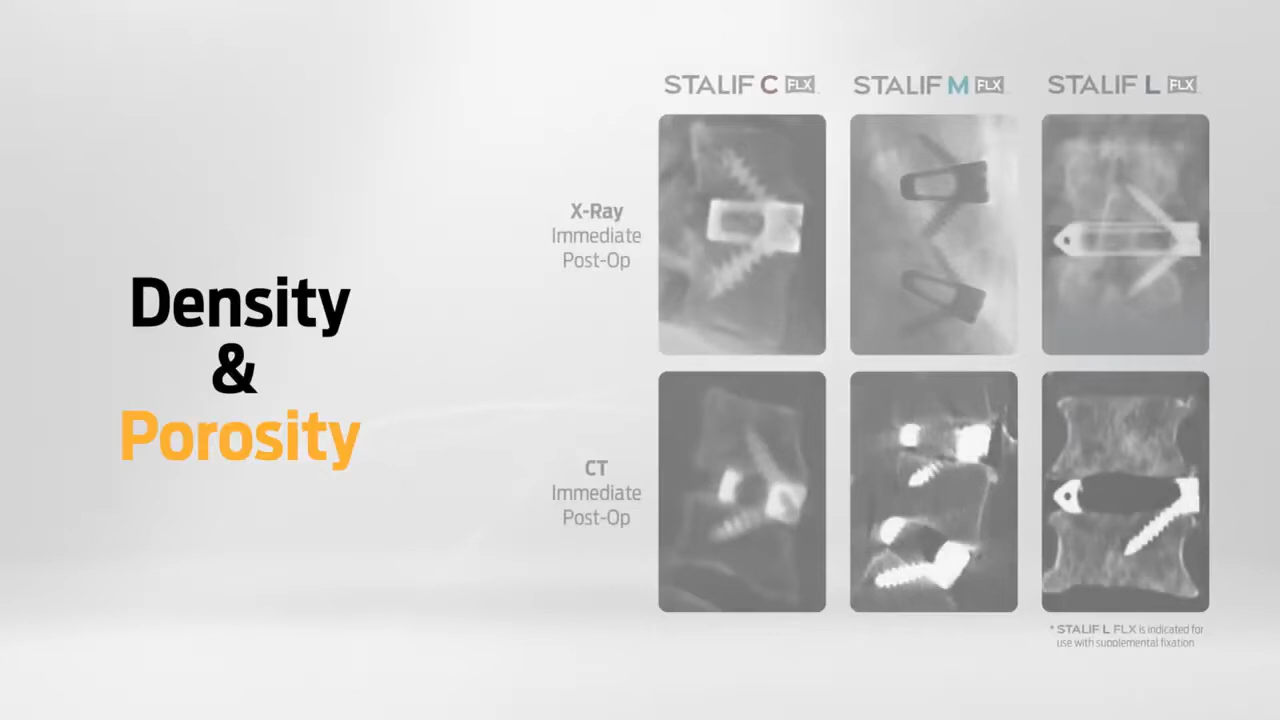 Density
&
Porosity
STALIF C FLX
STALIF M FLX
STALIF L FLX
X-Ray
Immediate
Post-Op
CT
Immediate
Post-Op
* STALIF L FLX is indicated for
use with supplemental fixation